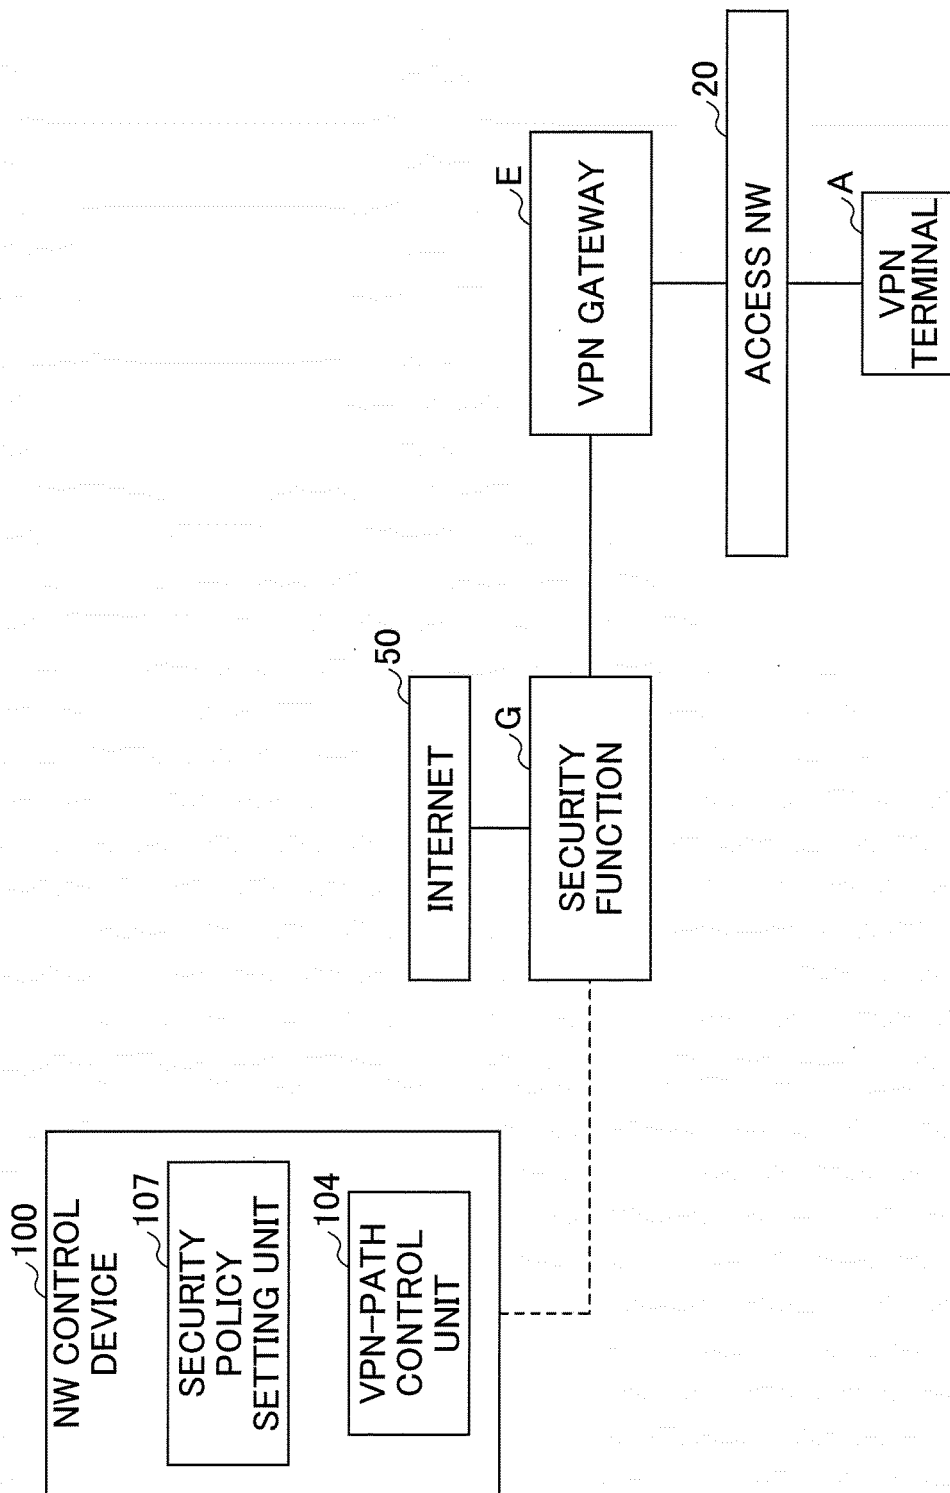 100
NW CONTROL
DEVICE
107
SECURITY
POLICY
SETTING UNIT
104
VPN-PATH
CONTROL
UNIT
50
INTERNET
G
SECURITY
FUNCTION
E
VPN GATEWAY
20
ACCESS NW
A
VPN
TERMINAL